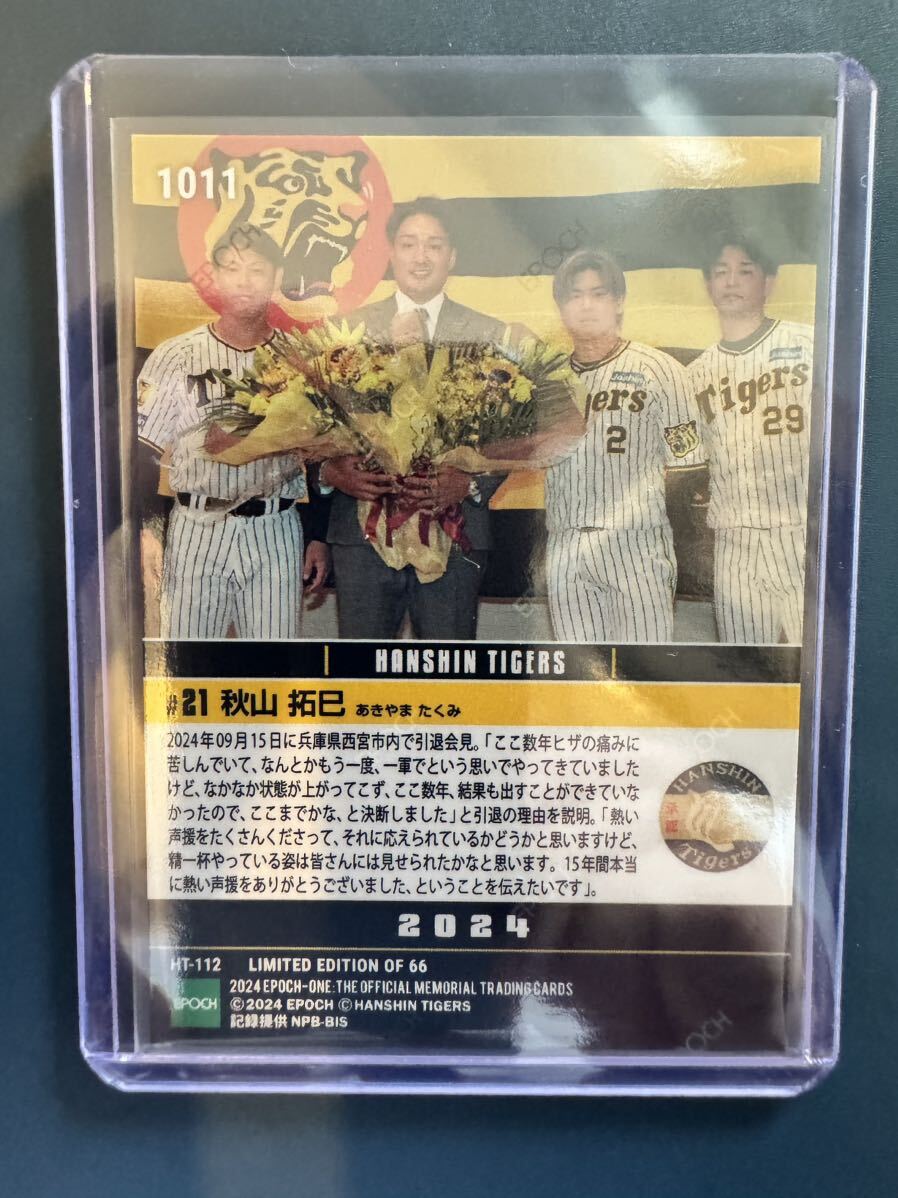 1011
EPOCH
EPOCH
EPOCH
Ti
Joshin
ers
2
Joshin
Tigers
29
HANSHIN TIGERS
#21 秋山 拓巳 あきやま たくみ
2024年09月15日に兵庫県西宮市内で引退会見。「ここ数年ヒザの痛みに
苦しんでいて、なんとかもう一度、一軍でという思いでやってきていました
けど、なかなか状態が上がってこず、ここ数年、結果も出すことができていな
かったので、ここまでかな、と決断しました」と引退の理由を説明。「熱い
声援をたくさんくださって、それに応えられているかどうかと思いますけど、
精一杯やっている姿は皆さんには見せられたかなと思います。15年間本当
に熱い声援をありがとうございました、ということを伝えたいです」。
HANSHIN
承認
Tigers
EPOCH
2024
HT-112 LIMITED EDITION OF 66
EPOCH
2024 EPOCH-ONE:THE OFFICIAL MEMORIAL TRADING CARDS
©2024 EPOCH ©HANSHIN TIGERS
記録提供 NPB-BIS
EPOCH